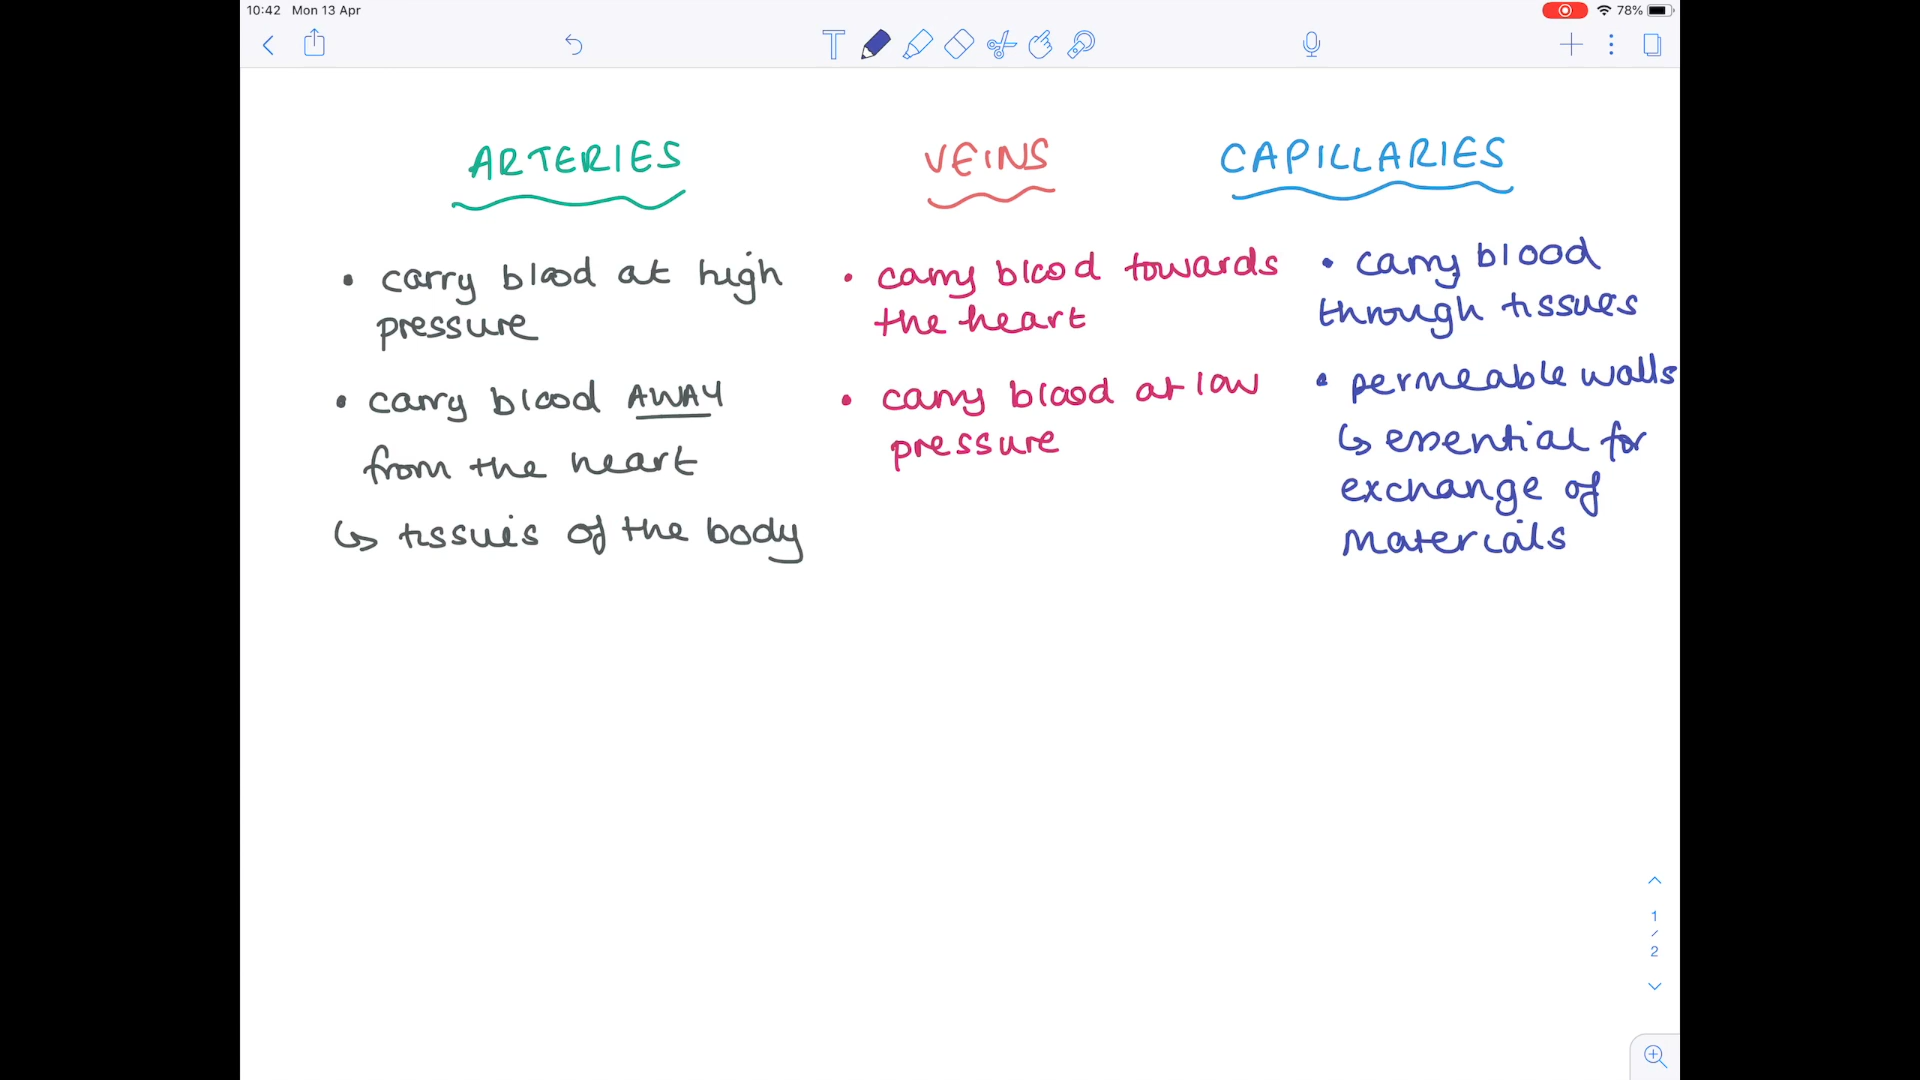 10:42 Mon 13 Apr
78%
ARTERIES
• carry blood at high
pressure
• carry blood AWAY
from the heart
↳ tissuis of the body
VEINS
• carry blood towards
the heart
• carry blood at low
pressure
CAPILLARIES
• carry blood
through tissues
• permeable walls
↳ essential for
exchange of
materials
1
/
2